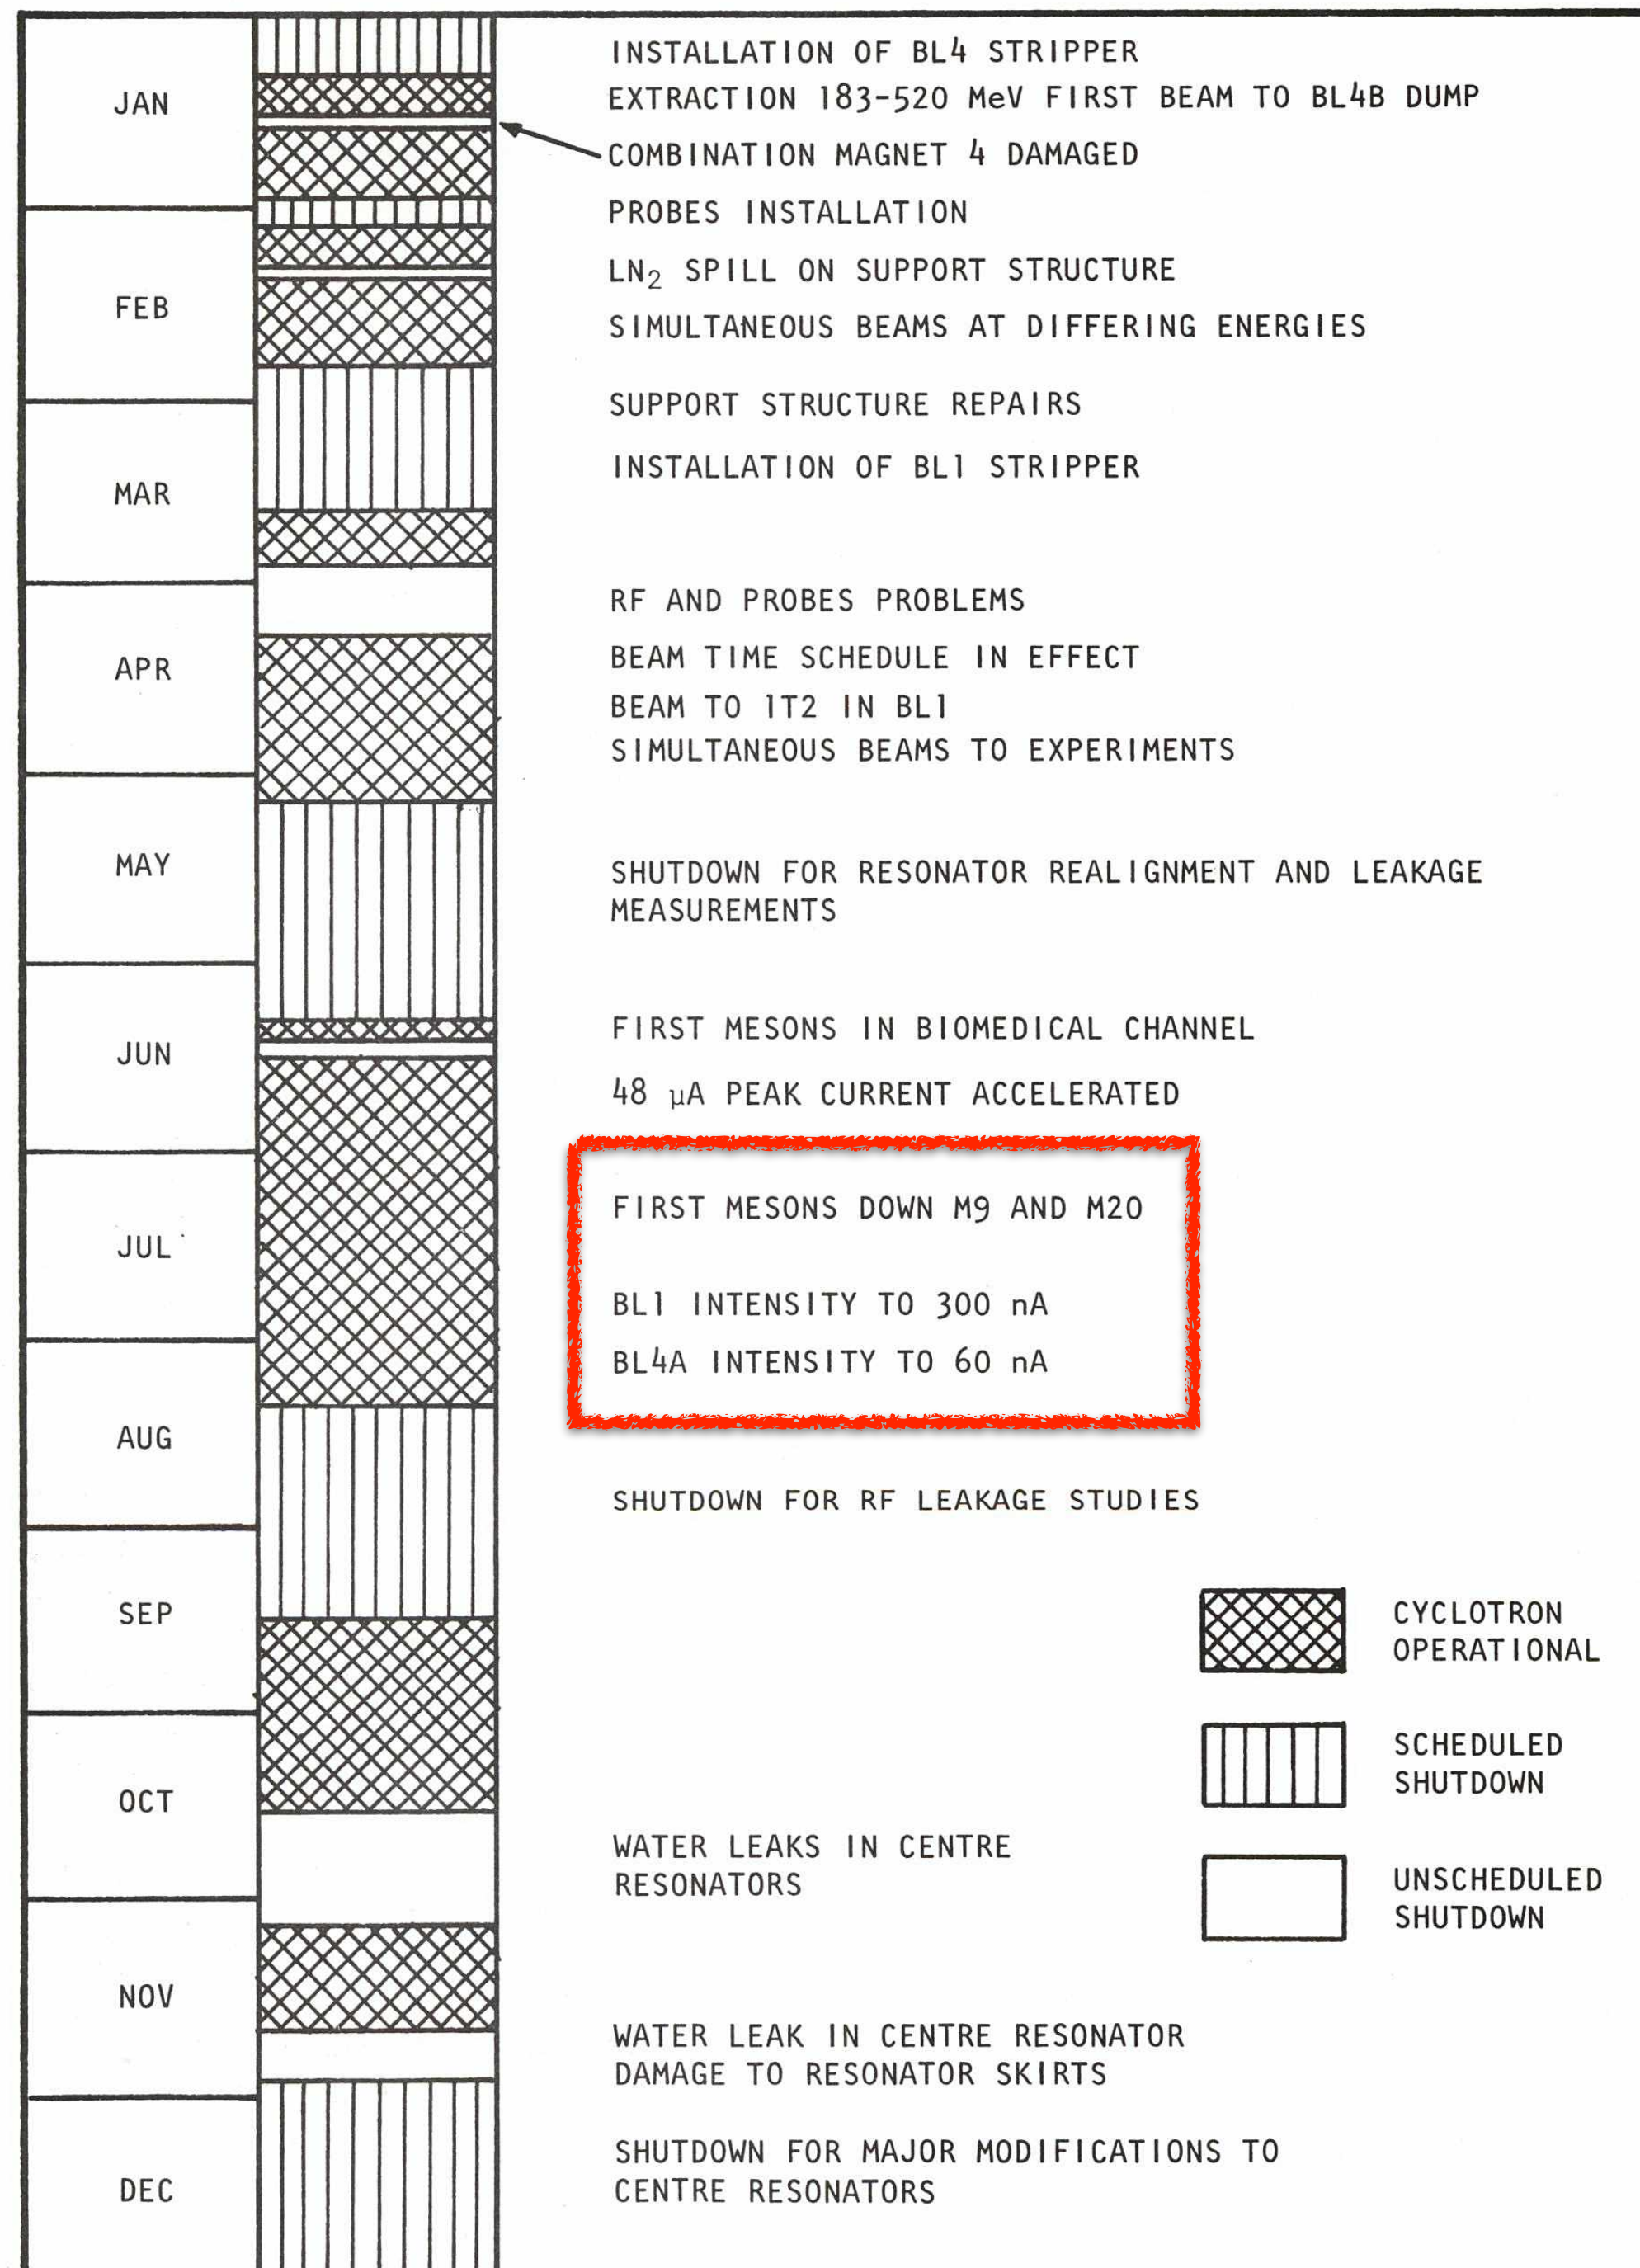 JAN
INSTALLATION OF BL4 STRIPPER
EXTRACTION 183-520 MeV FIRST BEAM TO BL4B DUMP
COMBINATION MAGNET 4 DAMAGED
PROBES INSTALLATION
FEB
LN2 SPILL ON SUPPORT STRUCTURE
SIMULTANEOUS BEAMS AT DIFFERING ENERGIES
SUPPORT STRUCTURE REPAIRS
MAR
INSTALLATION OF BL1 STRIPPER
RF AND PROBES PROBLEMS
APR
BEAM TIME SCHEDULE IN EFFECT
BEAM TO 1T2 IN BL1
SIMULTANEOUS BEAMS TO EXPERIMENTS
MAY
SHUTDOWN FOR RESONATOR REALIGNMENT AND LEAKAGE
MEASUREMENTS
JUN
FIRST MESONS IN BIOMEDICAL CHANNEL
48 µA PEAK CURRENT ACCELERATED
JUL
FIRST MESONS DOWN M9 AND M20
BL1 INTENSITY TO 300 nA
BL4A INTENSITY TO 60 nA
AUG
SHUTDOWN FOR RF LEAKAGE STUDIES
SEP
OCT
WATER LEAKS IN CENTRE
RESONATORS
NOV
WATER LEAK IN CENTRE RESONATOR
DAMAGE TO RESONATOR SKIRTS
DEC
SHUTDOWN FOR MAJOR MODIFICATIONS TO
CENTRE RESONATORS
CYCLOTRON
OPERATIONAL
SCHEDULED
SHUTDOWN
UNSCHEDULED
SHUTDOWN